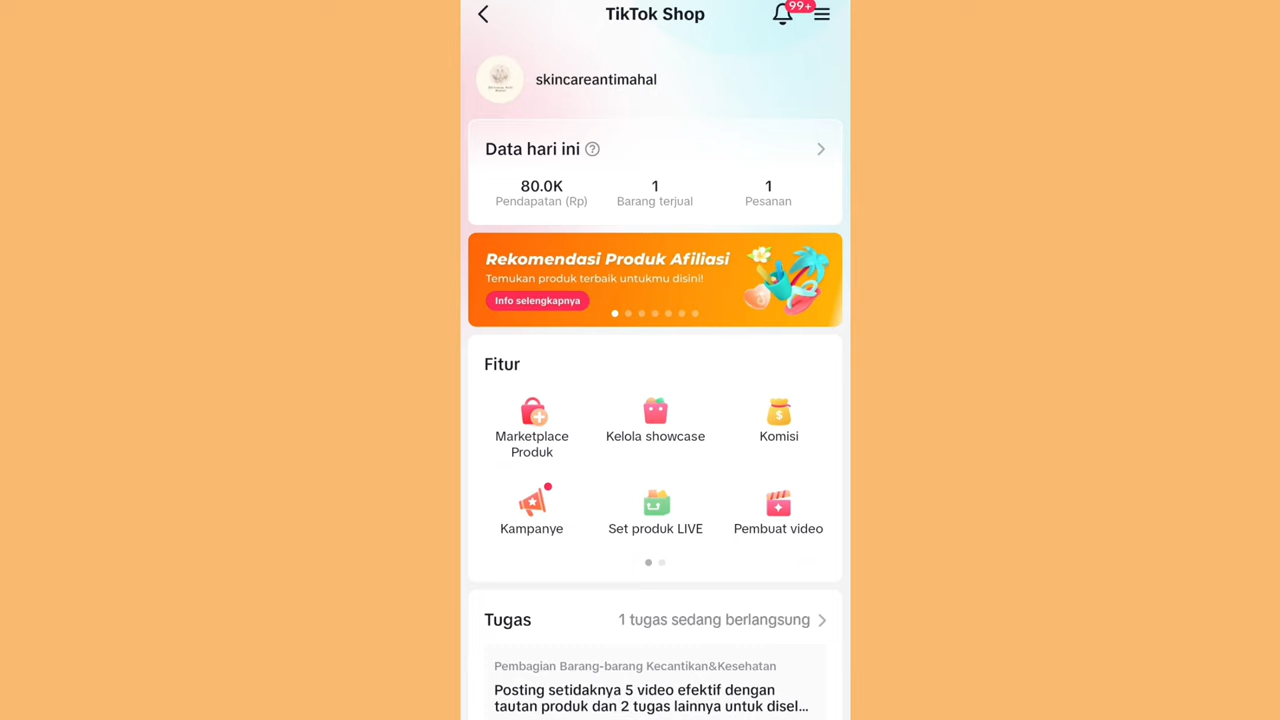 TikTok Shop
99+
skincareantimahal
Data hari ini
80.0K
Pendapatan (Rp)
1
Barang terjual
1
Pesanan
Rekomendasi Produk Afiliasi
Temukan produk terbaik untukmu disini!
Info selengkapnya
Fitur
Marketplace
Produk
Kelola showcase
Komisi
Kampanye
Set produk LIVE
Pembuat video
Tugas
1 tugas sedang berlangsung
Pembagian Barang-barang Kecantikan&Kesehatan
Posting setidaknya 5 video efektif dengan
tautan produk dan 2 tugas lainnya untuk disel...